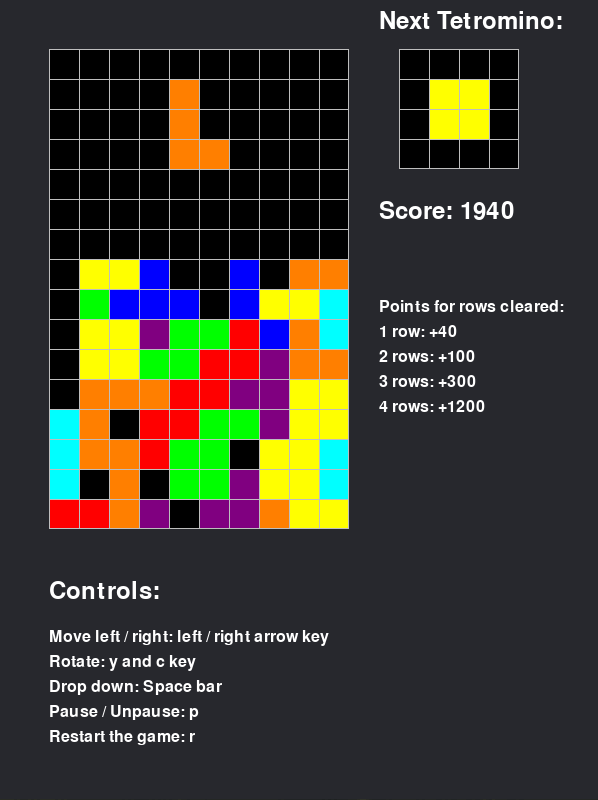 Next Tetromino:
Score: 1940
Points for rows cleared:
1 row: +40
2 rows: +100
3 rows: +300
4 rows: +1200
Controls:
Move left / right: left / right arrow key
Rotate: y and c key
Drop down: Space bar
Pause / Unpause: p
Restart the game: r